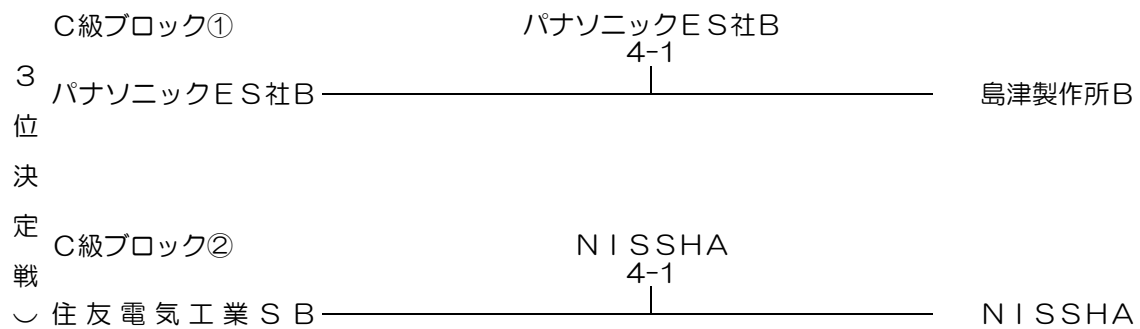 C級ブロック①
パナソニックES社B
4-1
パナソニックES社B
島津製作所B
3位決定戦）
C級ブロック②
NISSHA
4-1
住友電気工業SB
NISSHA